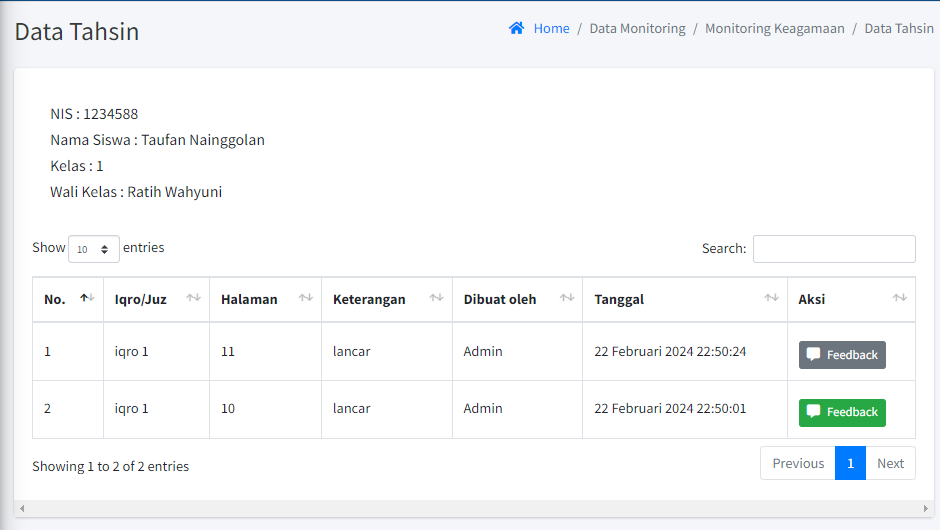 Data Tahsin
Home / Data Monitoring / Monitoring Keagamaan / Data Tahsin
NIS : 1234588
Nama Siswa : Taufan Nainggolan
Kelas : 1
Wali Kelas : Ratih Wahyuni
Show 10 entries
Search:
No. Iqro/Juz Halaman Keterangan Dibuat oleh Tanggal Aksi
1 iqro 1 11 lancar Admin 22 Februari 2024 22:50:24 Feedback
2 iqro 1 10 lancar Admin 22 Februari 2024 22:50:01 Feedback
Showing 1 to 2 of 2 entries
Previous 1 Next